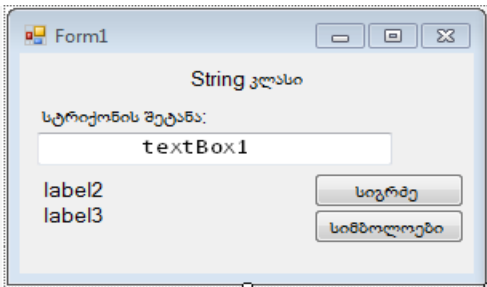 Form1
String კლასი
სტრიქონის შეტანა:
textBox1
label2
სიგრძე
label3
სიმბოლოები